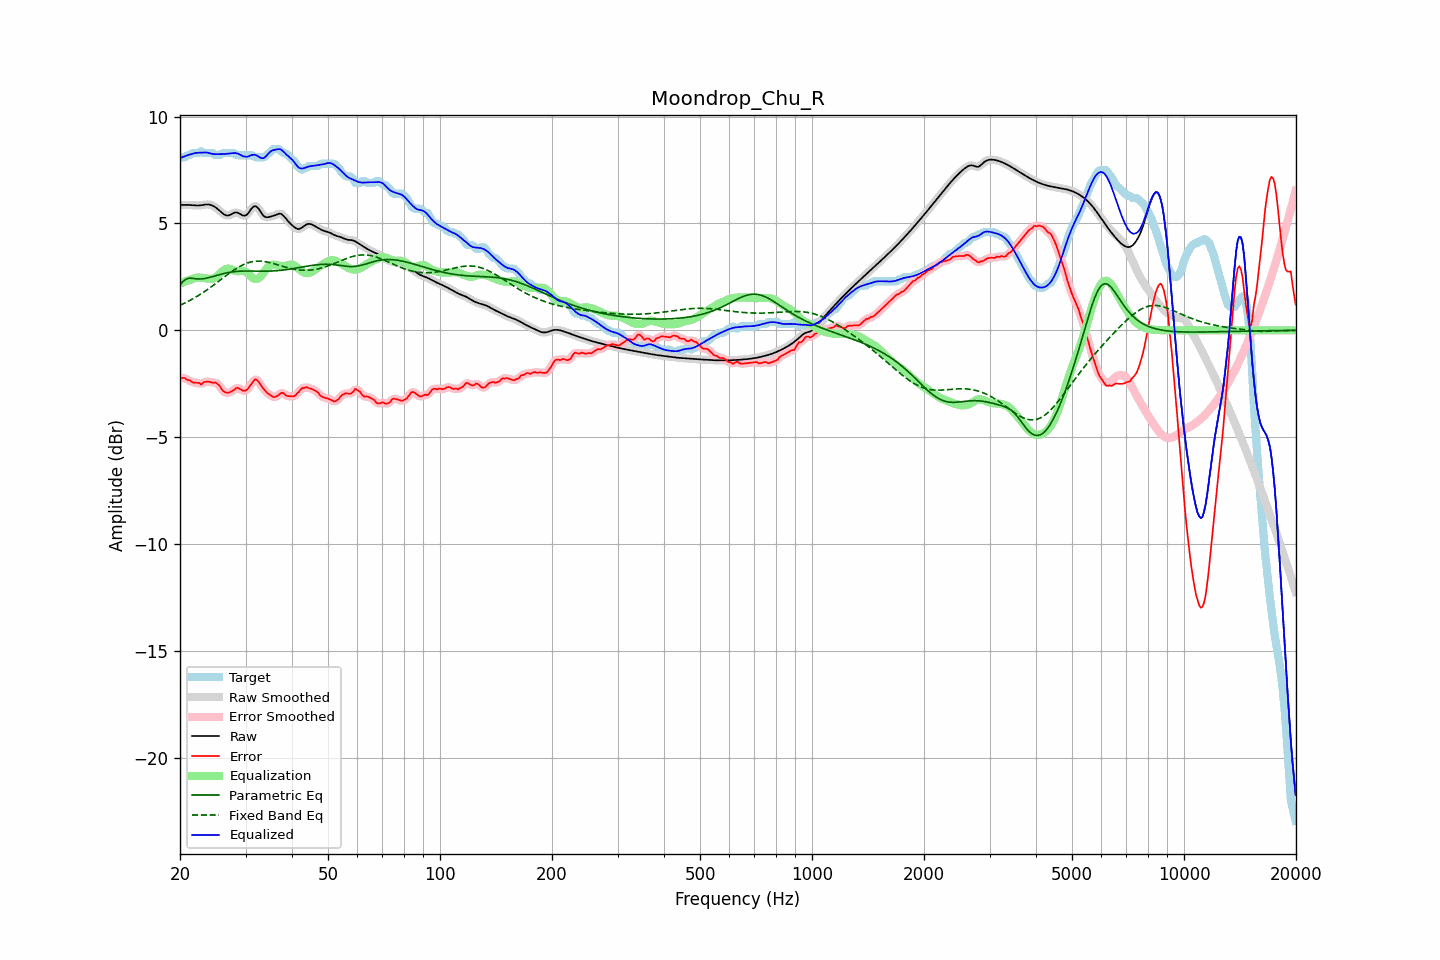 Moondrop_Chu_R
10
5
0
−5
−10
−15
−20
Amplitude (dBr)
Target
Raw Smoothed
Error Smoothed
Raw
Error
Equalization
Parametric Eq
Fixed Band Eq
Equalized
20 50 100 200 500 1000 2000 5000 10000 20000
Frequency (Hz)